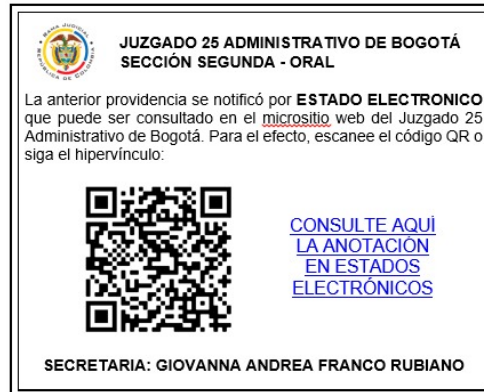 JUZGADO 25 ADMINISTRATIVO DE BOGOTÁ
SECCIÓN SEGUNDA - ORAL
La anterior providencia se notificó por ESTADO ELECTRONICO
que puede ser consultado en el micrositio web del Juzgado 25
Administrativo de Bogotá. Para el efecto, escanee el código QR o
siga el hipervínculo:
CONSULTE AQUÍ
LA ANOTACIÓN
EN ESTADOS
ELECTRÓNICOS
SECRETARIA: GIOVANNA ANDREA FRANCO RUBIANO